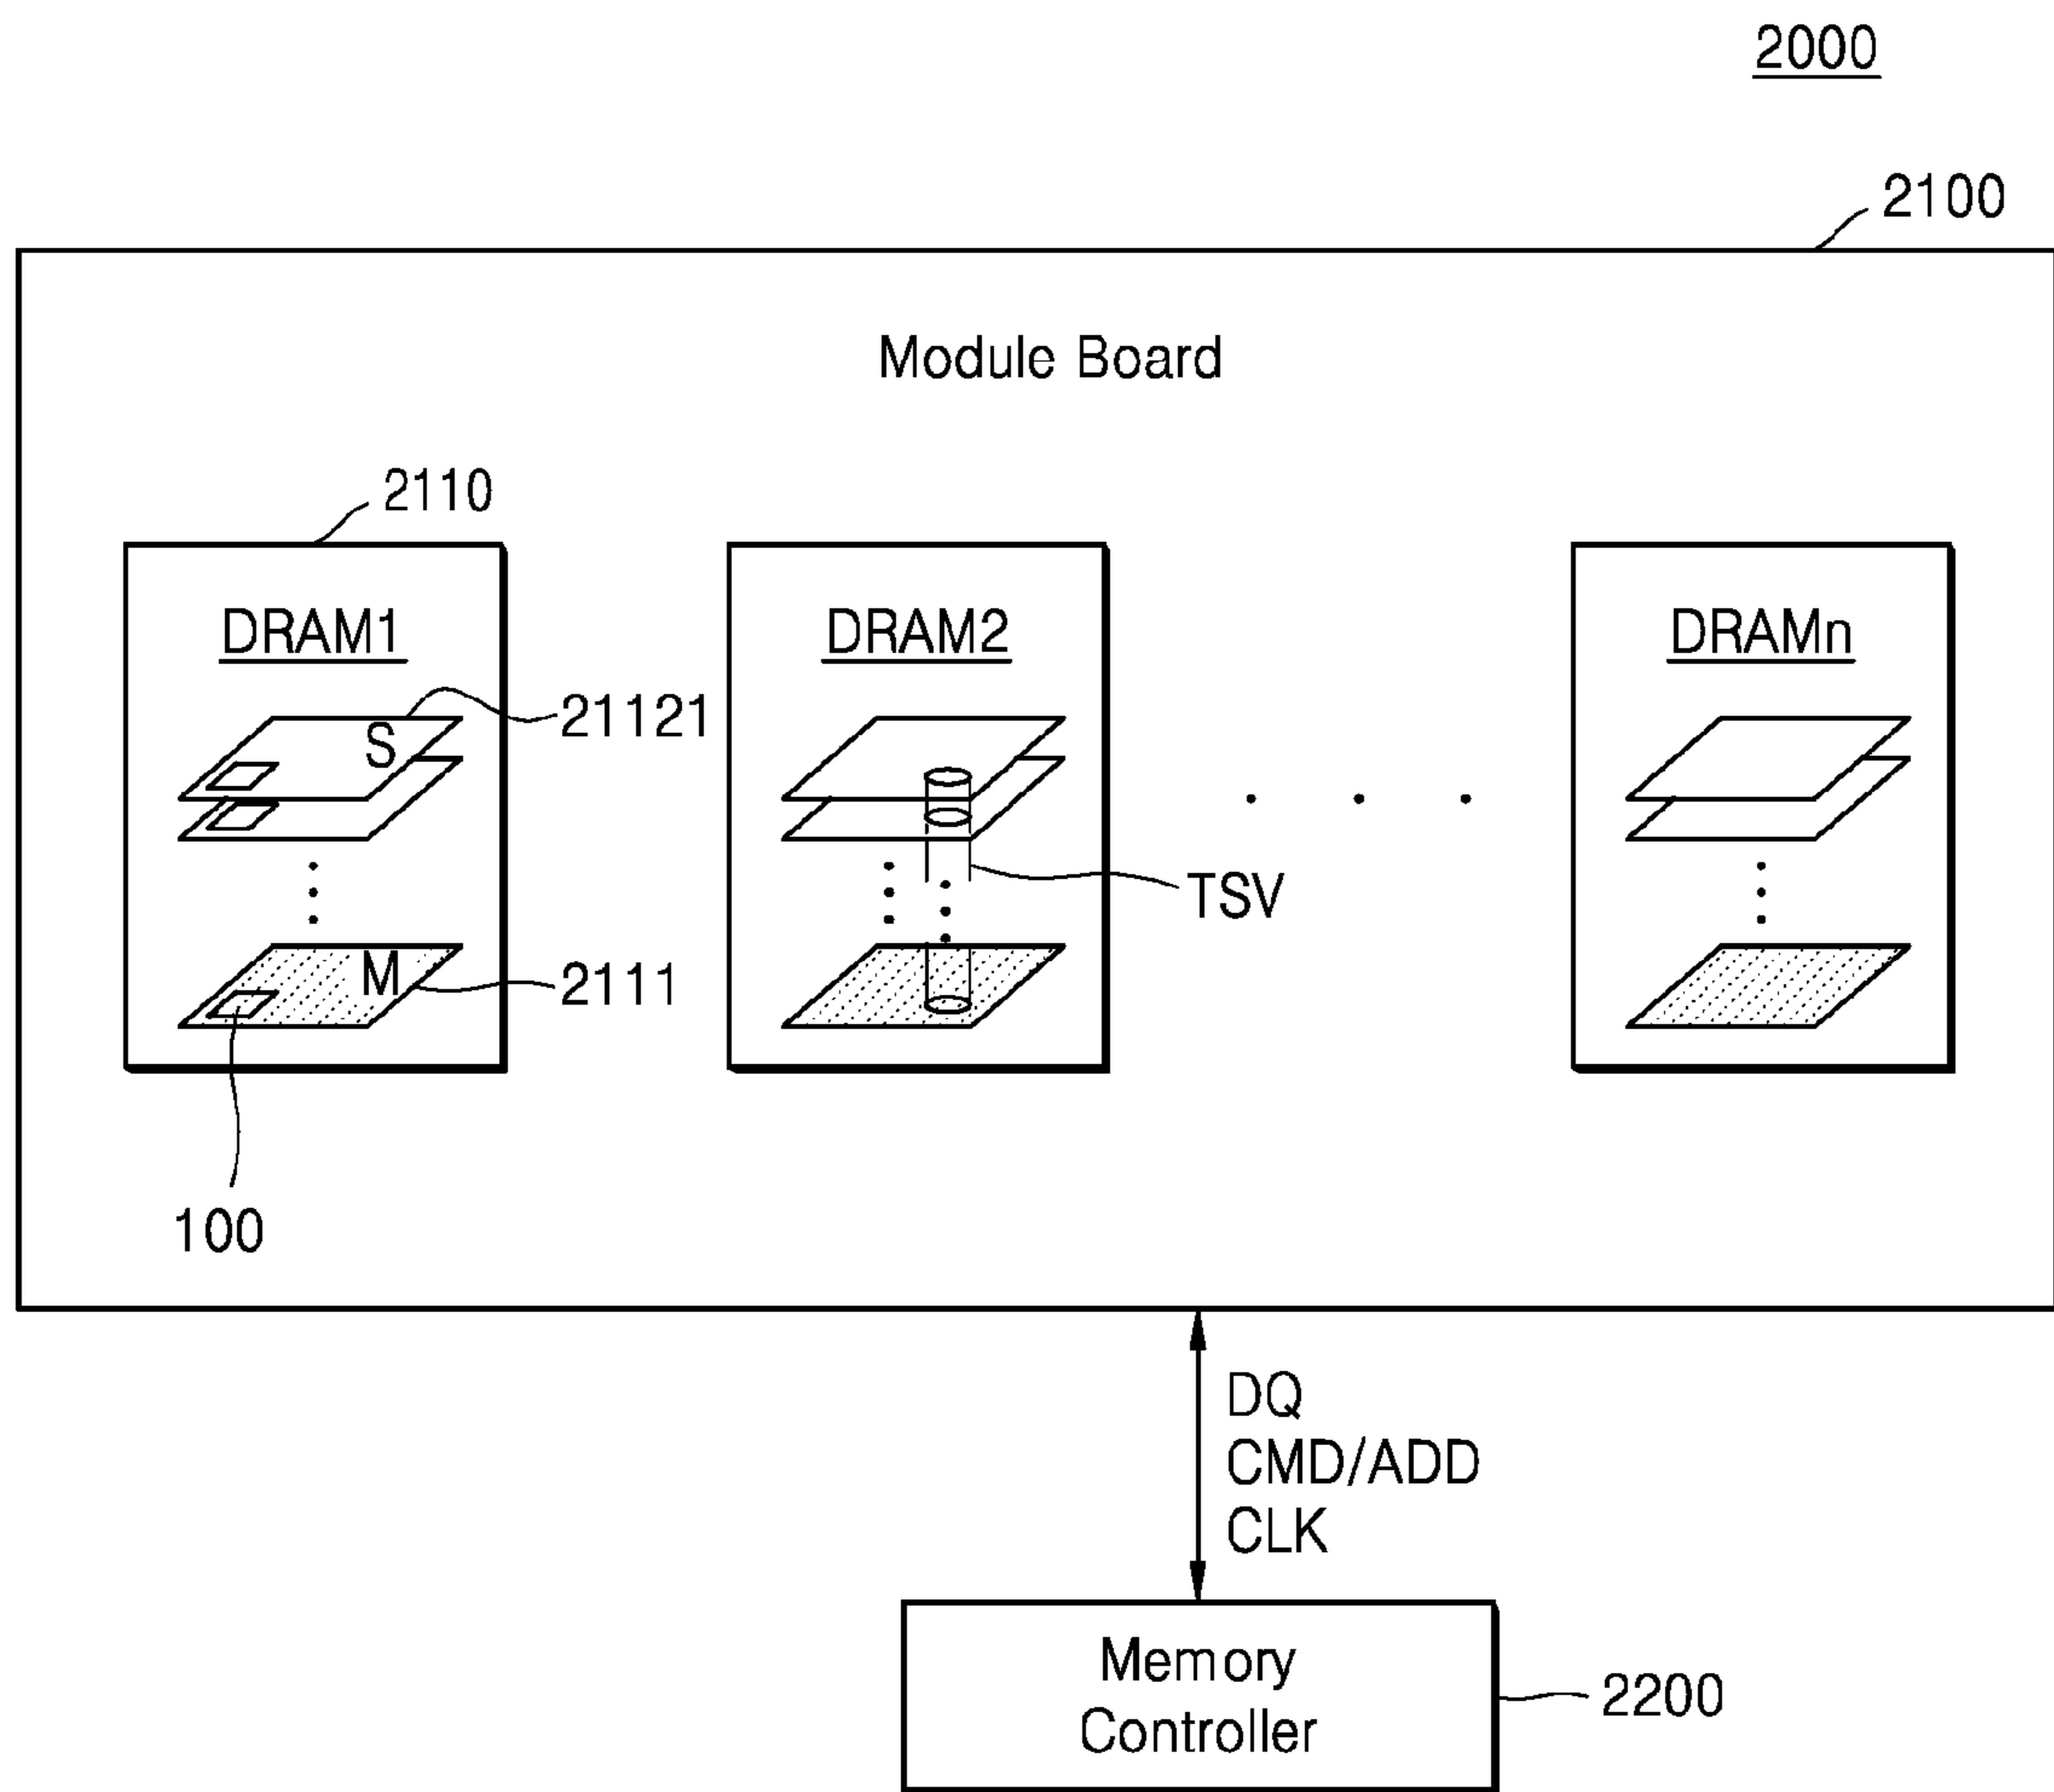 2000
2100
Module Board
2110
DRAM1
DRAM2
DRAMn
S
21121
TSV
M
2111
100
DQ
CMD/ADD
CLK
Memory
Controller
2200